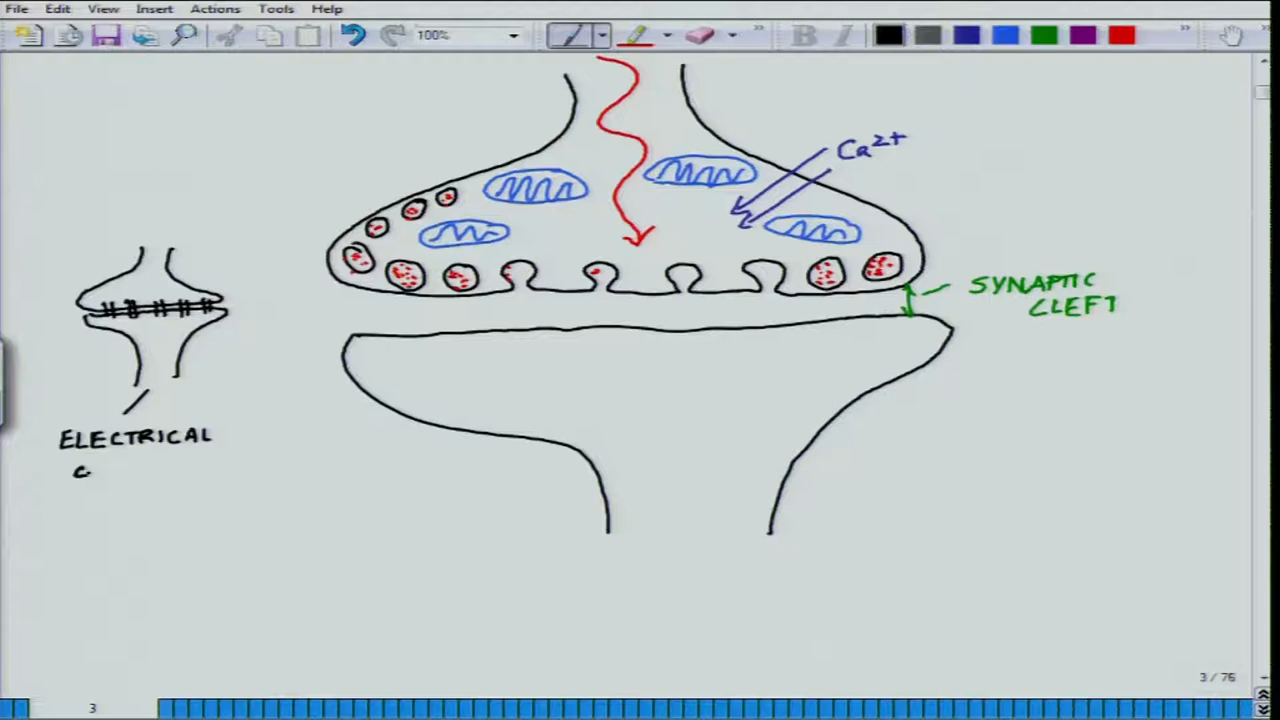 File Edit View Insert Actions Tools Help
100%
B I
Ca2+
SYNAPTIC
CLEFT
ELECTRICAL
3 / 76
3